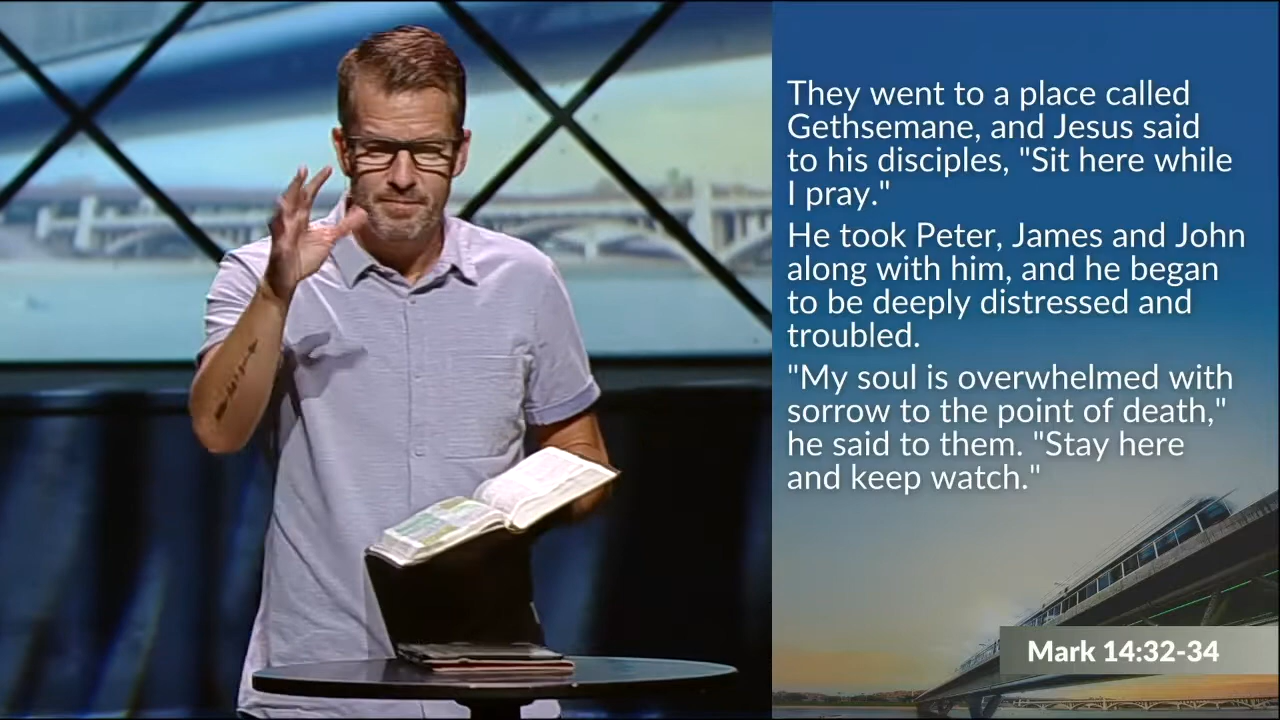 They went to a place called
Gethsemane, and Jesus said
to his disciples, "Sit here while
I pray."
He took Peter, James and John
along with him, and he began
to be deeply distressed and
troubled.
"My soul is overwhelmed with
sorrow to the point of death,"
he said to them. "Stay here
and keep watch."
Mark 14:32-34